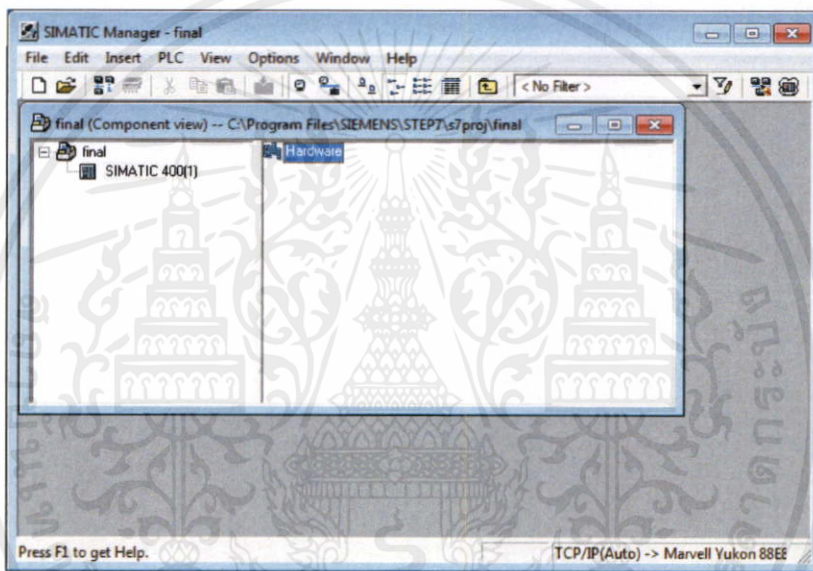 SIMATIC Manager - final
File Edit Insert PLC View Options Window Help
< No Filter >
final (Component view) -- C:\Program Files\SIEMENS\STEP7\s7proj\final
final
Hardware
SIMATIC 400(1)
Press F1 to get Help.
TCP/IP(Auto) -> Marvell Yukon 88E8